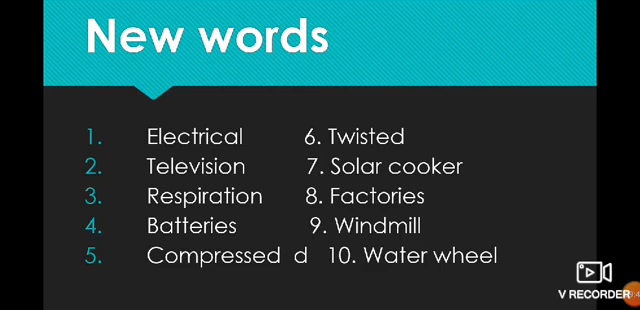 New words
1. Electrical 6. Twisted
2. Television 7. Solar cooker
3. Respiration 8. Factories
4. Batteries 9. Windmill
5. Compressed d 10. Water wheel
V RECORDER